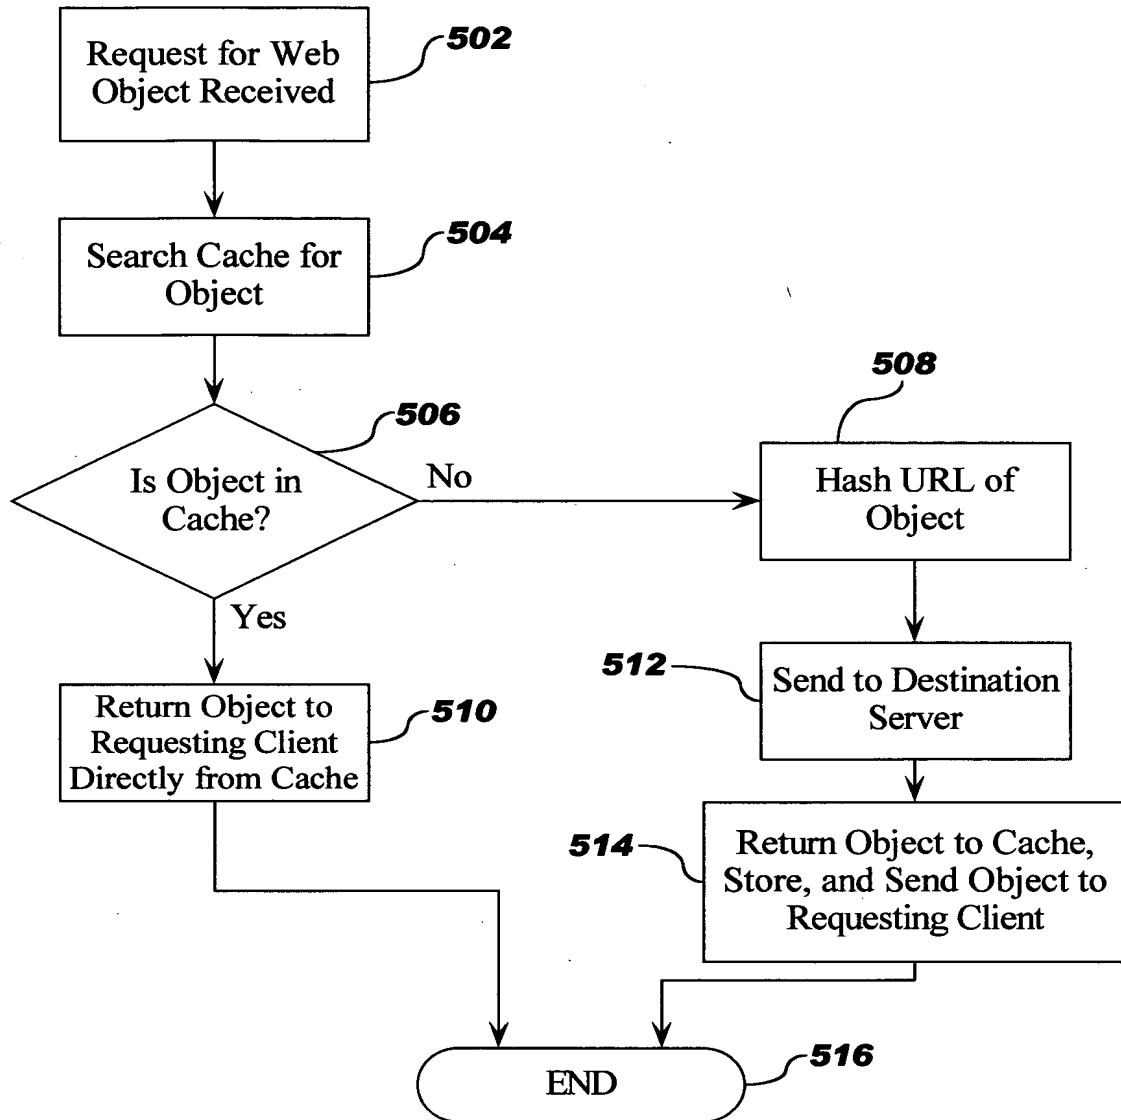 502
Request for Web
Object Received
504
Search Cache for
Object
506
Is Object in
Cache?
No
Yes
508
Hash URL of
Object
510
Return Object to
Requesting Client
Directly from Cache
512
Send to Destination
Server
514
Return Object to Cache,
Store, and Send Object to
Requesting Client
END
516